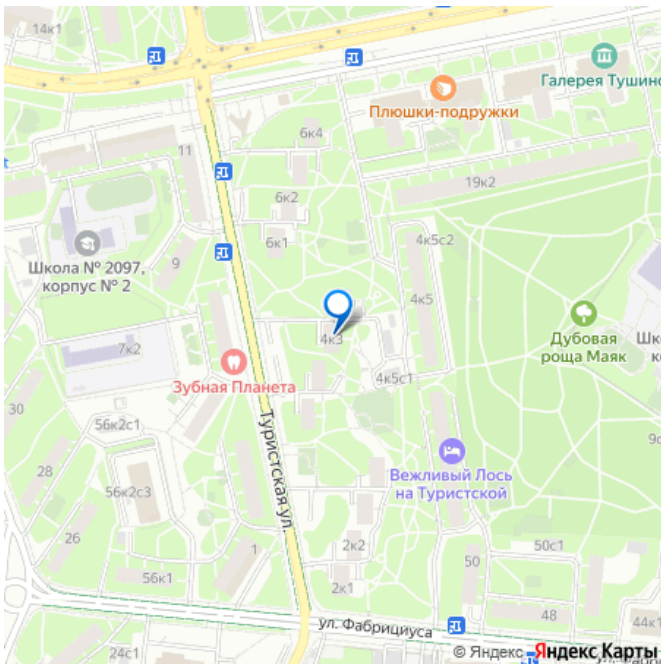 14к1
Галерея Тушино
Плюшки-подружки
6к4
11
19к2
6к2
4к5с2
6к1
Школа № 2097,
корпус № 2
9
4к5
4к3
Дубовая
роща Маяк
7к2
Зубная Планета
4к5с1
30
56к2с1
Туристская ул.
28
56к2с3
Вежливый Лось
на Туристской
26
2к2
50с1
1
50
56к1
2к1
48
ул. Фабрициуса
44к1
24с1
© Яндекс
Яндекс Карты